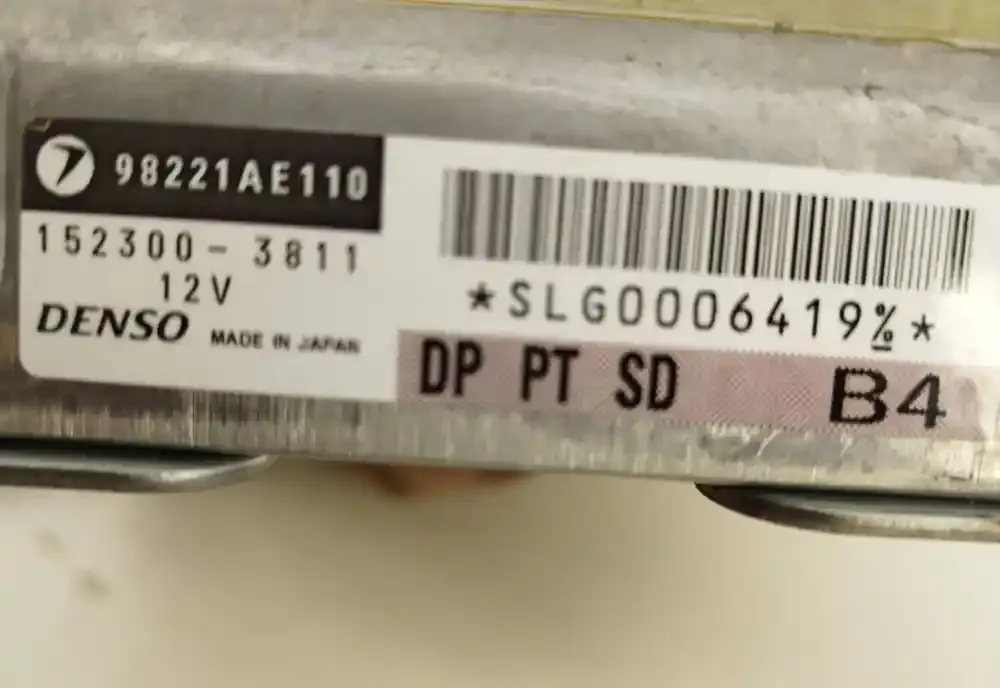 98221AE110
152300-3811
12V
DENSO MADE IN JAPAN
*SLG0006419%*
DP PT SD B4